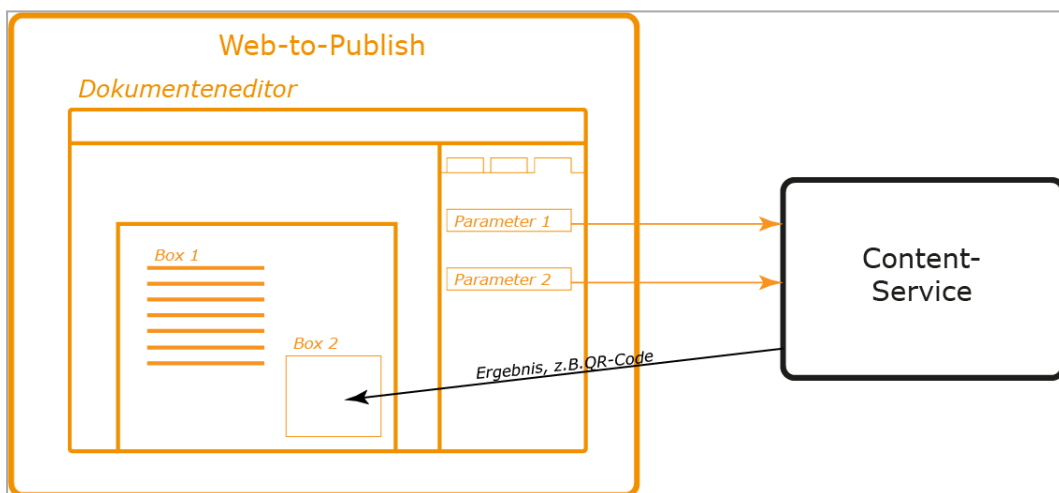 Web-to-Publish
Dokumenteneditor
Parameter 1
Box 1
Parameter 2
Box 2
Ergebnis, z.B.QR-Code
Content-
Service